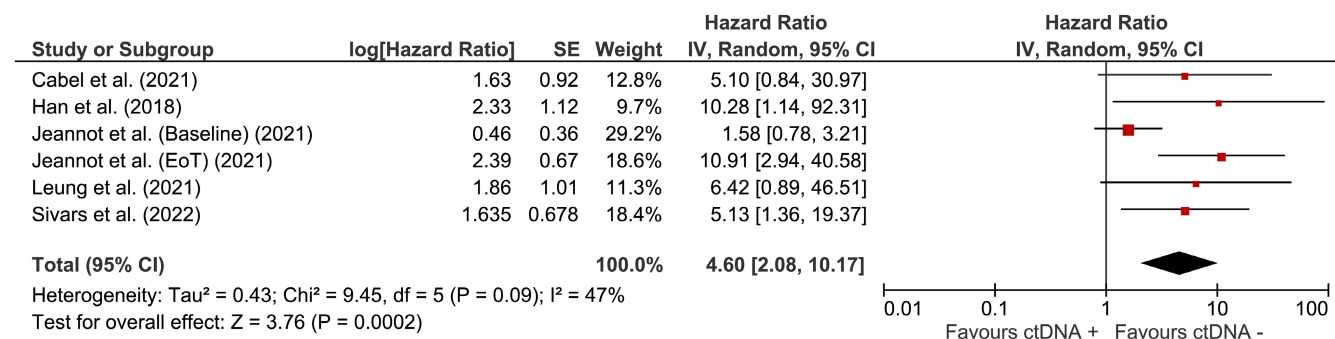 Hazard Ratio Hazard Ratio
Study or Subgroup log[Hazard Ratio] SE Weight IV, Random, 95% CI IV, Random, 95% CI
Cabel et al. (2021) 1.63 0.92 12.8% 5.10 [0.84, 30.97]
Han et al. (2018) 2.33 1.12 9.7% 10.28 [1.14, 92.31]
Jeannot et al. (Baseline) (2021) 0.46 0.36 29.2% 1.58 [0.78, 3.21]
Jeannot et al. (EoT) (2021) 2.39 0.67 18.6% 10.91 [2.94, 40.58]
Leung et al. (2021) 1.86 1.01 11.3% 6.42 [0.89, 46.51]
Sivars et al. (2022) 1.635 0.678 18.4% 5.13 [1.36, 19.37]
Total (95% CI) 100.0% 4.60 [2.08, 10.17]
Heterogeneity: Tau² = 0.43; Chi² = 9.45, df = 5 (P = 0.09); I² = 47%
Test for overall effect: Z = 3.76 (P = 0.0002)
0.01 0.1 1 10 100
Favours ctDNA + Favours ctDNA -